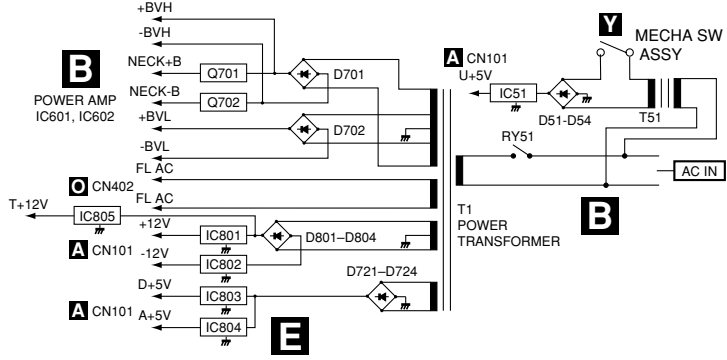 +BVH
-BVH
NECK+B
Q701
D701
B
NECK-B
Q702
POWER AMP
IC601, IC602
+BVL
D702
-BVL
FL AC
O CN402
FL AC
T+12V
IC805
+12V
IC801
D801–D804
A CN101
-12V
IC802
D721–D724
D+5V
IC803
A CN101
A+5V
IC804
E
Y
MECHA SW
ASSY
A CN101
U+5V
IC51
D51-D54
T51
RY51
AC IN
T1
POWER
TRANSFORMER
B